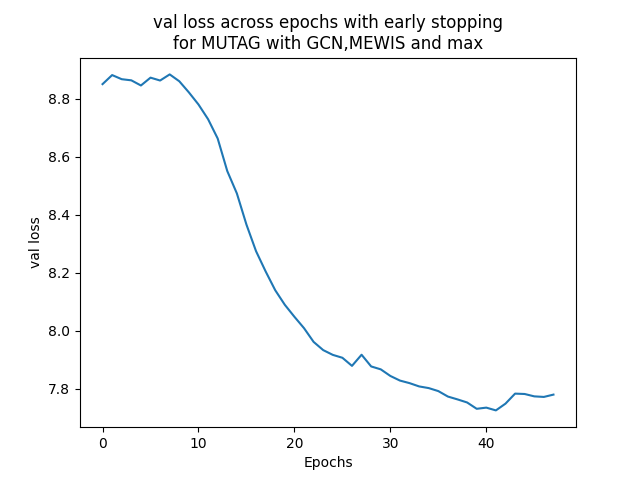 val loss across epochs with early stopping
for MUTAG with GCN,MEWIS and max
8.8
8.6
8.4
8.2
8.0
7.8
val loss
0 10 20 30 40
Epochs